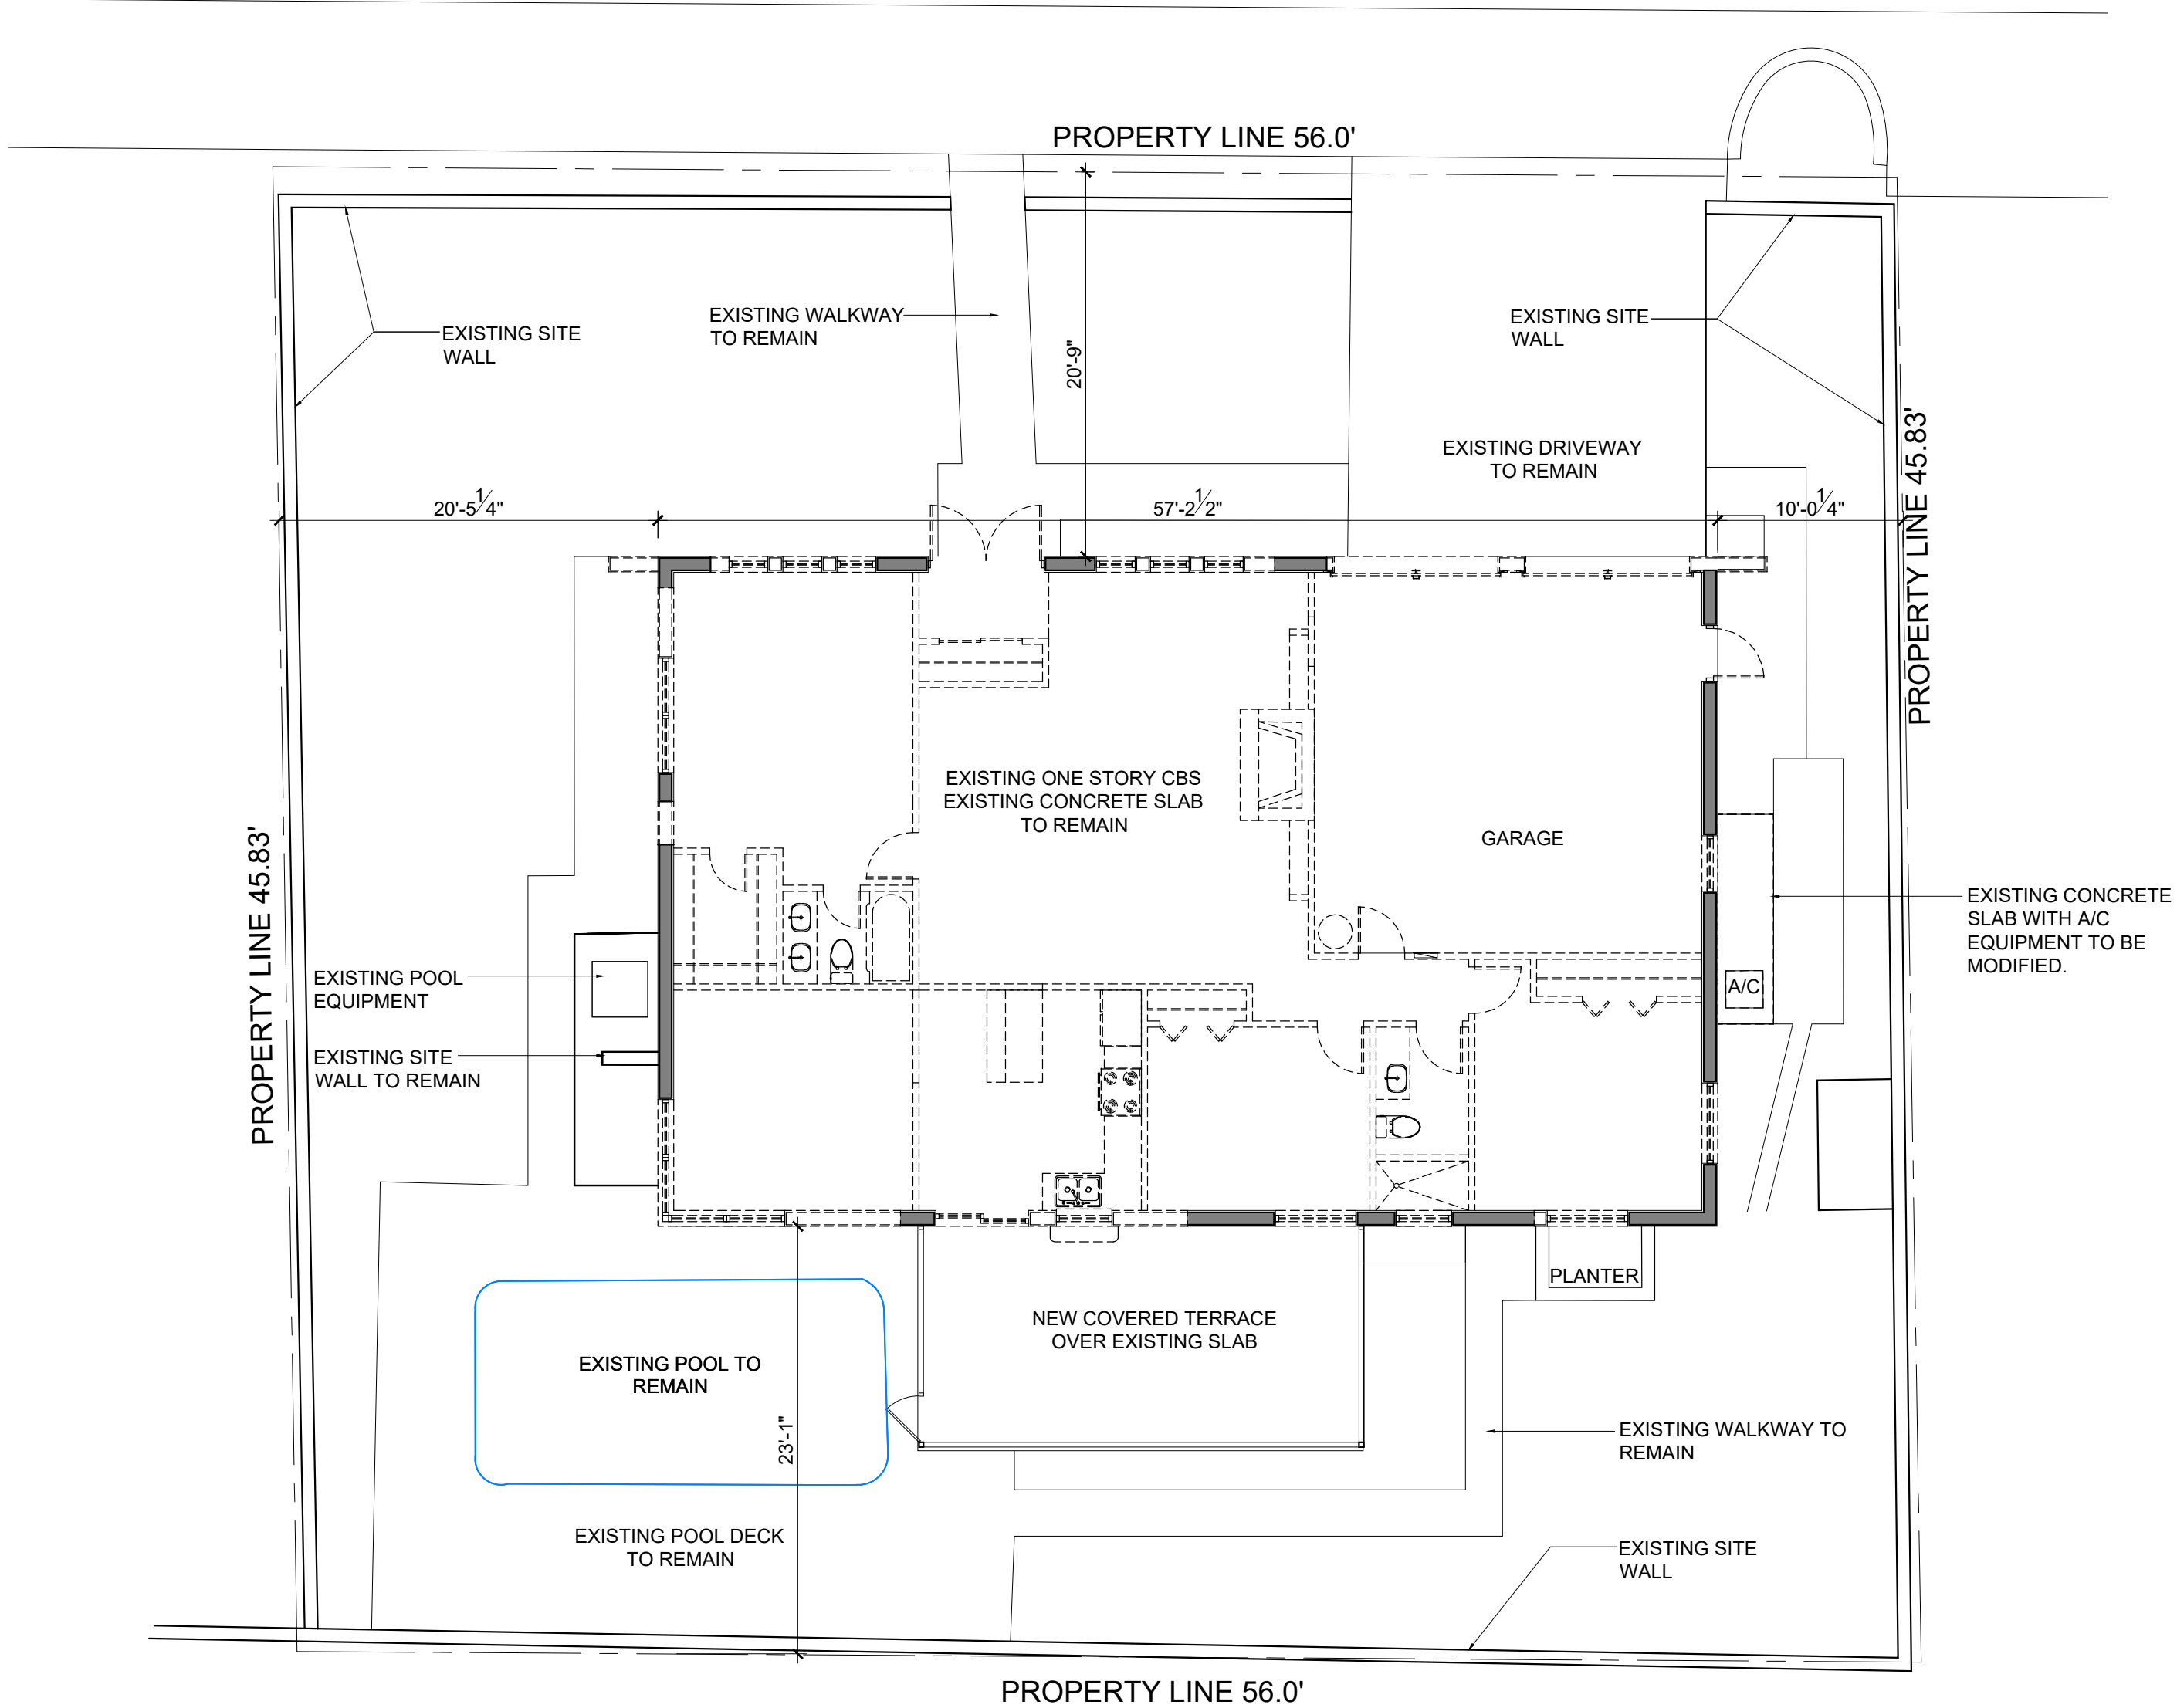 PROPERTY LINE 56.0'
EXISTING SITE
WALL
EXISTING WALKWAY
TO REMAIN
20'-9"
EXISTING SITE
WALL
EXISTING DRIVEWAY
TO REMAIN
PROPERTY LINE 45.83'
20'-5 1/4"
57'-2 1/2"
10'-0 1/4"
EXISTING ONE STORY CBS
EXISTING CONCRETE SLAB
TO REMAIN
GARAGE
PROPERTY LINE 45.83'
EXISTING CONCRETE
SLAB WITH A/C
EQUIPMENT TO BE
MODIFIED.
A/C
EXISTING POOL
EQUIPMENT
EXISTING SITE
WALL TO REMAIN
PLANTER
NEW COVERED TERRACE
OVER EXISTING SLAB
EXISTING POOL TO
REMAIN
23'-1"
EXISTING WALKWAY TO
REMAIN
EXISTING POOL DECK
TO REMAIN
EXISTING SITE
WALL
PROPERTY LINE 56.0'